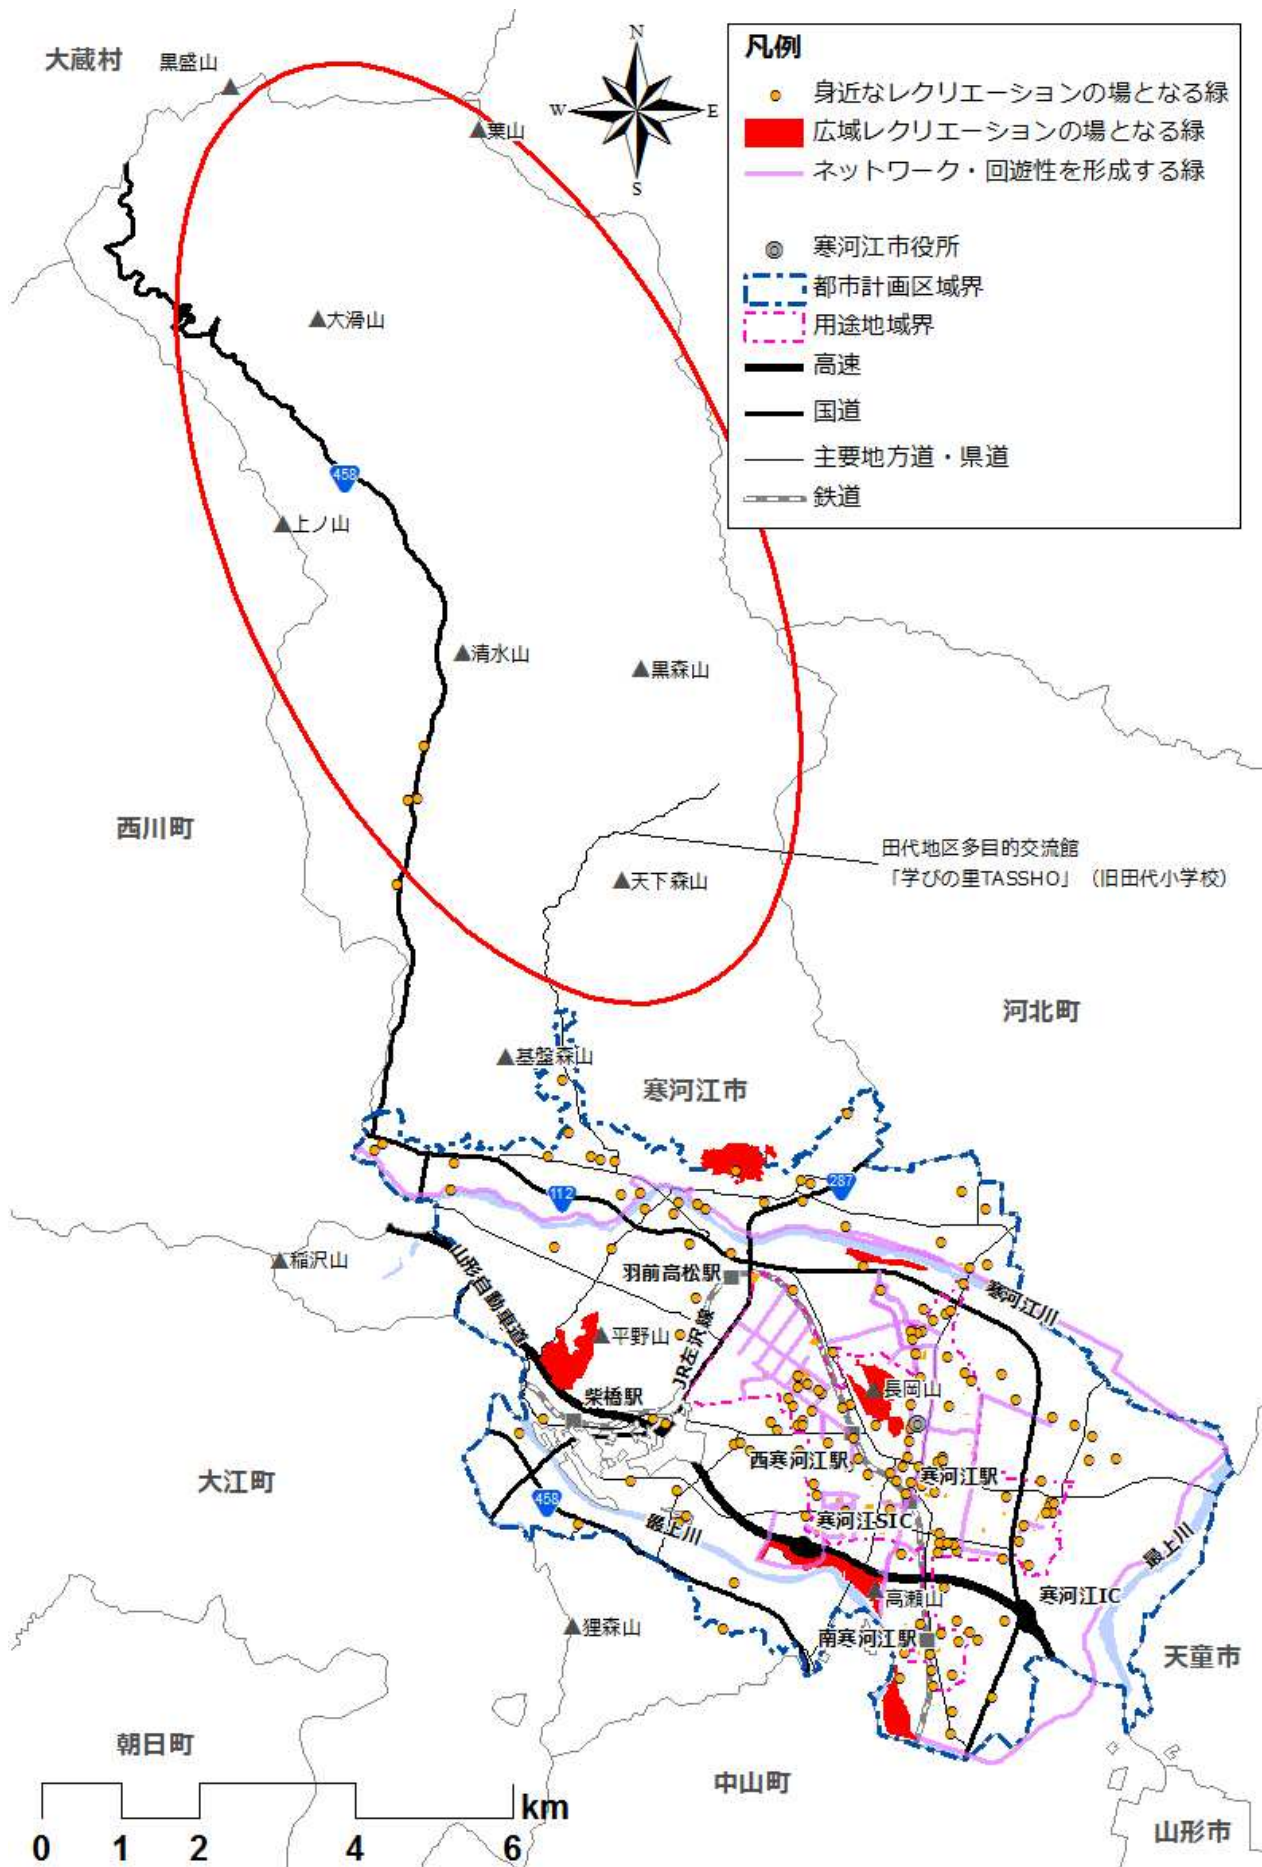 大蔵村
黒盛山
葉山
N
W
E
S
凡例
身近なレクリエーションの場となる緑
広域レクリエーションの場となる緑
ネットワーク・回遊性を形成する緑
寒河江市役所
都市計画区域界
用途地域界
高速
国道
主要地方道・県道
鉄道
大滑山
458
上ノ山
清水山
黒森山
西川町
田代地区多目的交流館
「学びの里TASSHO」（旧田代小学校）
天下森山
河北町
基盤森山
寒河江市
287
112
稲沢山
山形自動車道
羽前高松駅
寒河江川
JR左沢線
平野山
柴橋駅
長岡山
大江町
西寒河江駅
寒河江駅
458
最上川
寒河江SIC
最上川
高瀬山
寒河江IC
狸森山
南寒河江駅
天童市
朝日町
中山町
山形市
km
0 1 2 4 6